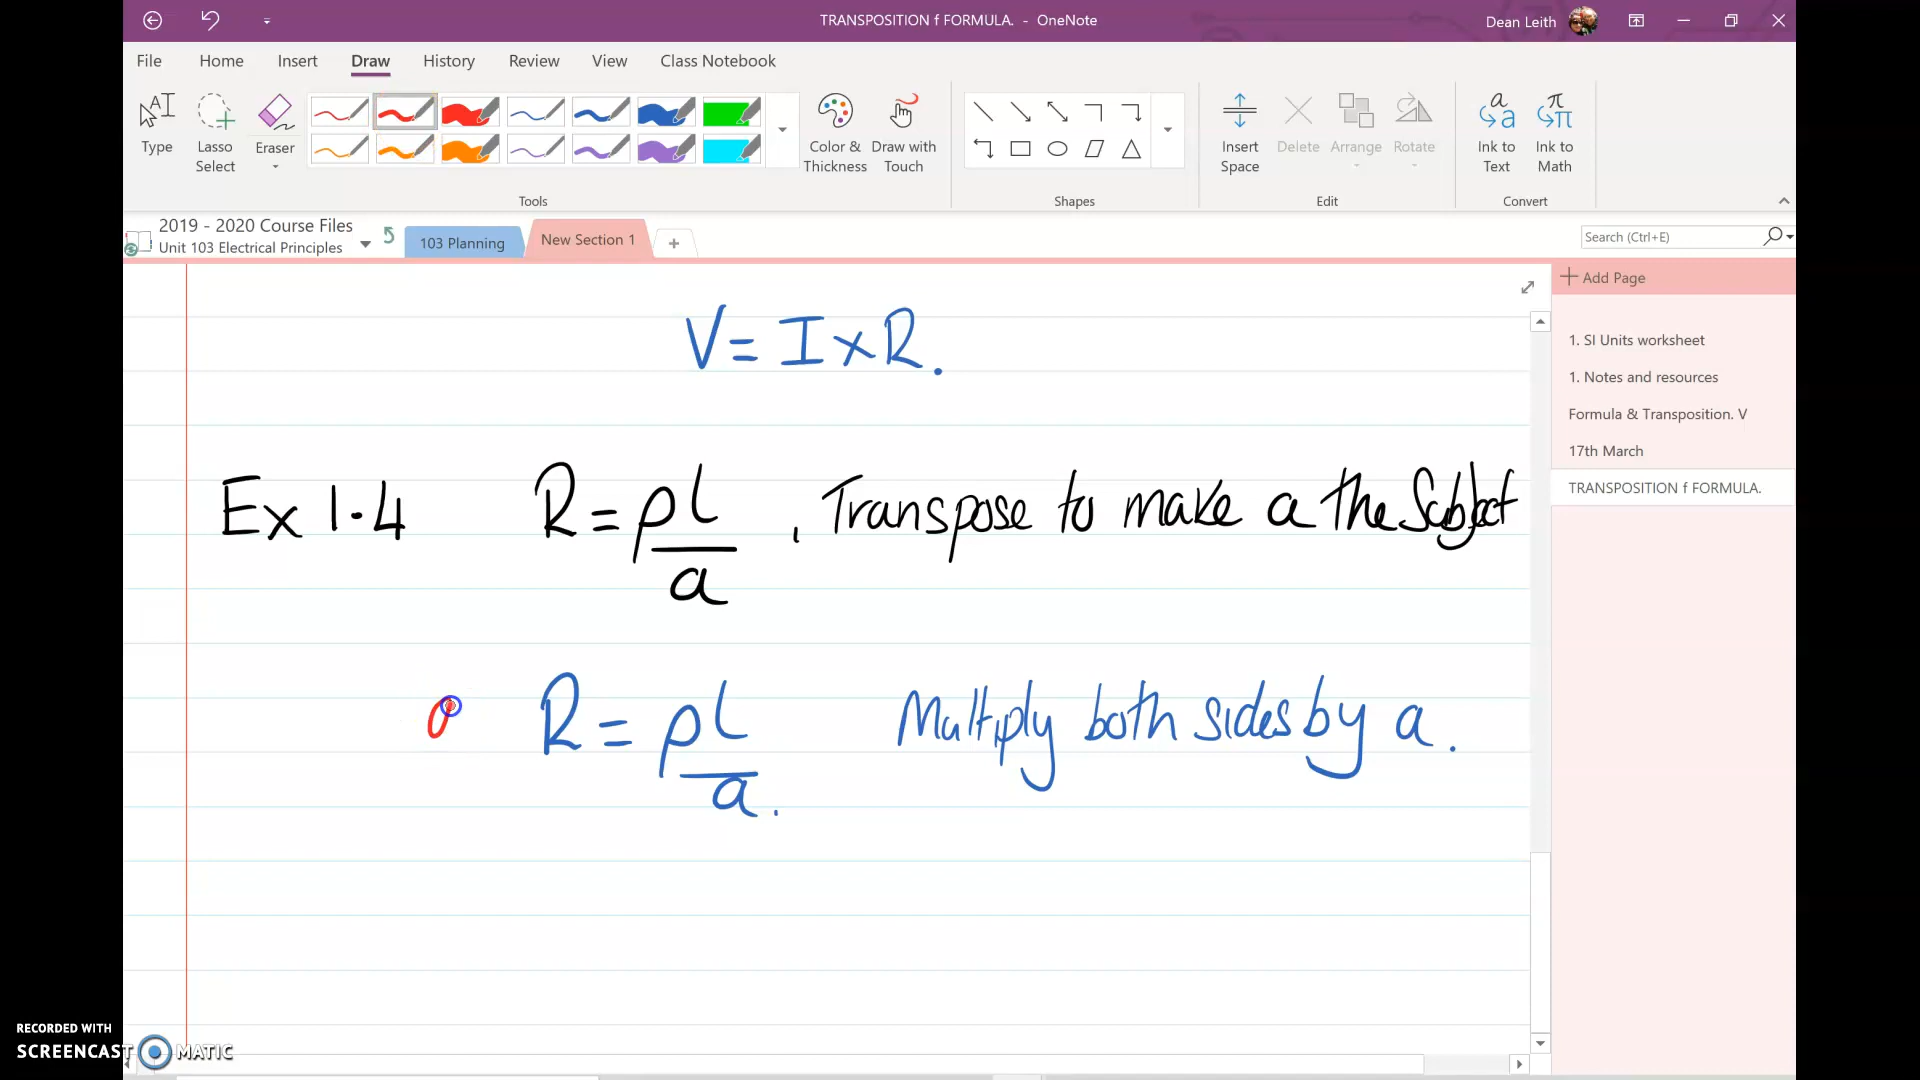 TRANSPOSITION f FORMULA. - OneNote
Dean Leith
File Home Insert Draw History Review View Class Notebook
Type
Lasso Select
Eraser
Color & Thickness
Draw with Touch
Insert Space
Delete
Arrange
Rotate
Ink to Text
Ink to Math
Tools Shapes Edit Convert
2019 - 2020 Course Files
Unit 103 Electrical Principles
103 Planning
New Section 1
Search (Ctrl+E)
Add Page
1. SI Units worksheet
1. Notes and resources
Formula & Transposition. V
17th March
TRANSPOSITION f FORMULA.
V = I x R.
Ex 1.4 R = ρL / a , Transpose to make a the Subject
R = ρL / a. Multiply both sides by a.
RECORDED WITH
SCREENCAST MATIC